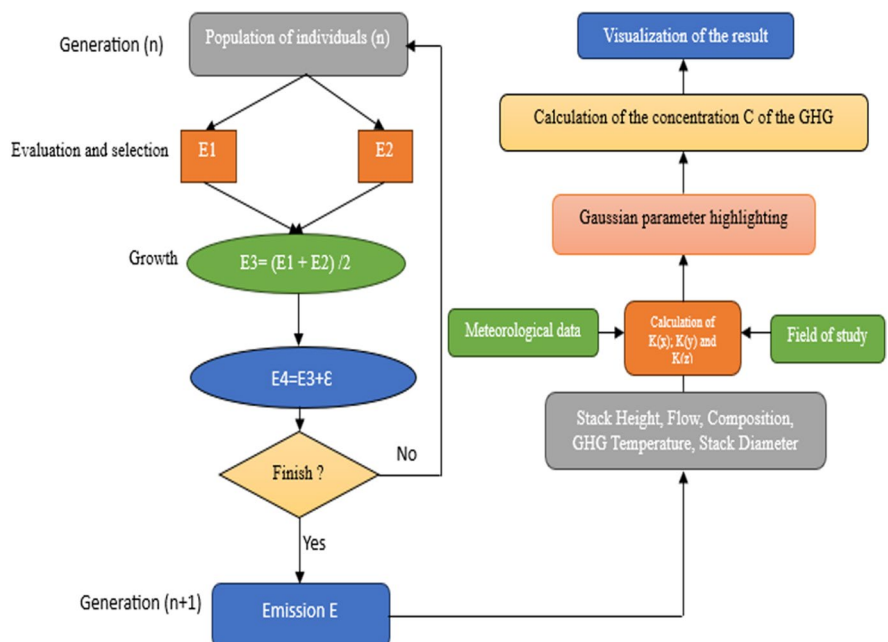 Generation (n)
Population of individuals (n)
Evaluation and selection
E1
E2
Growth
E3= (E1 + E2) /2
E4=E3+Ɛ
Finish ?
No
Yes
Generation (n+1)
Emission E
Visualization of the result
Calculation of the concentration C of the GHG
Gaussian parameter highlighting
Meteorological data
Calculation of
K(x); K(y) and
K(z)
Field of study
Stack Height, Flow, Composition,
GHG Temperature, Stack Diameter